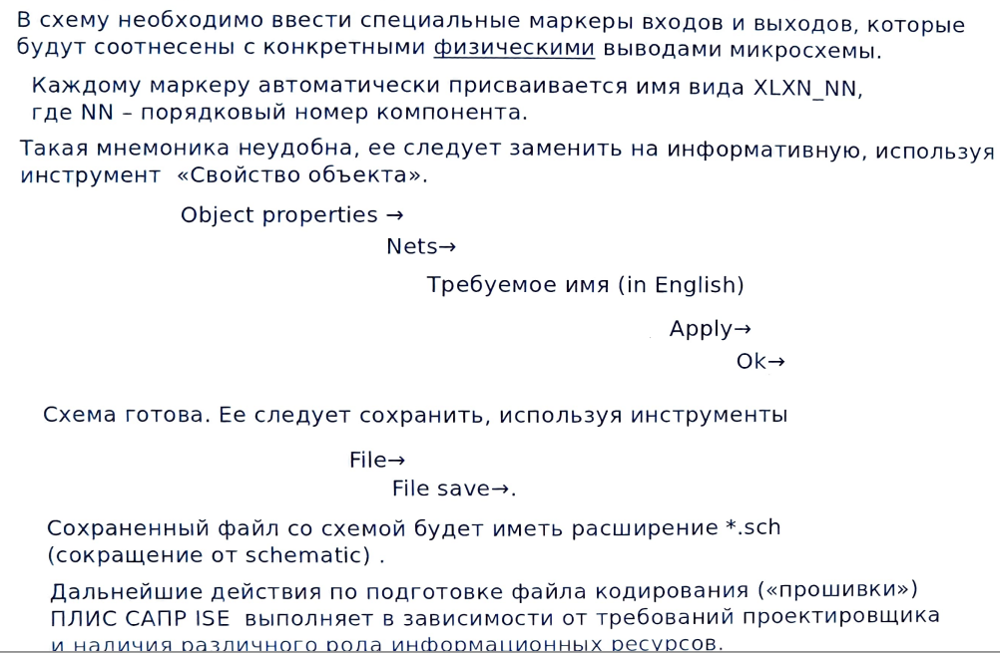 В схему необходимо ввести специальные маркеры входов и выходов, которые
будут соотнесены с конкретными физическими выводами микросхемы.
Каждому маркеру автоматически присваивается имя вида XLXN_NN,
где NN – порядковый номер компонента.
Такая мнемоника неудобна, ее следует заменить на информативную, используя
инструмент «Свойство объекта».
Object properties →
Nets→
Требуемое имя (in English)
Apply→
Ok→
Схема готова. Ее следует сохранить, используя инструменты
File→
File save→.
Сохраненный файл со схемой будет иметь расширение *.sch
(сокращение от schematic) .
Дальнейшие действия по подготовке файла кодирования («прошивки»)
ПЛИС САПР ISE выполняет в зависимости от требований проектировщика
и наличия различного рода информационных ресурсов.